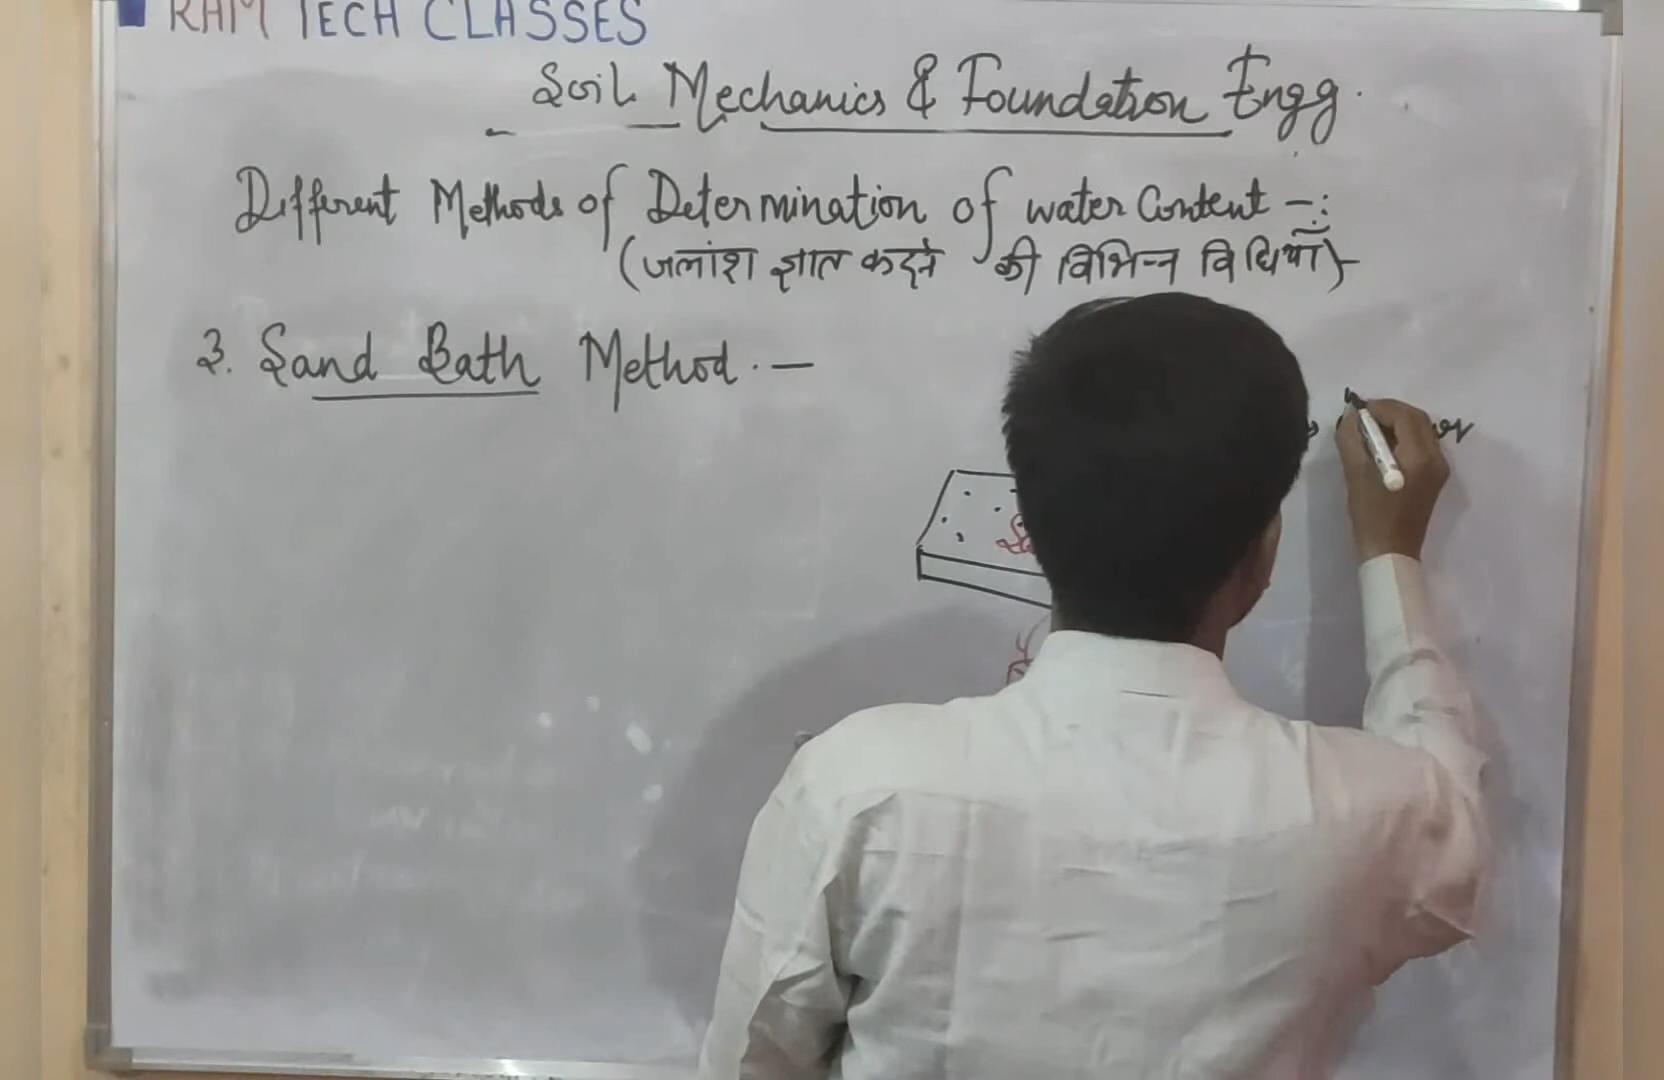 RAM TECH CLASSES
Soil Mechanics & Foundation Engg.
Different Methods of Determination of water Content -:
(जलांश ज्ञात करने की विभिन्न विधियाँ)-
3. Sand Bath Method. -